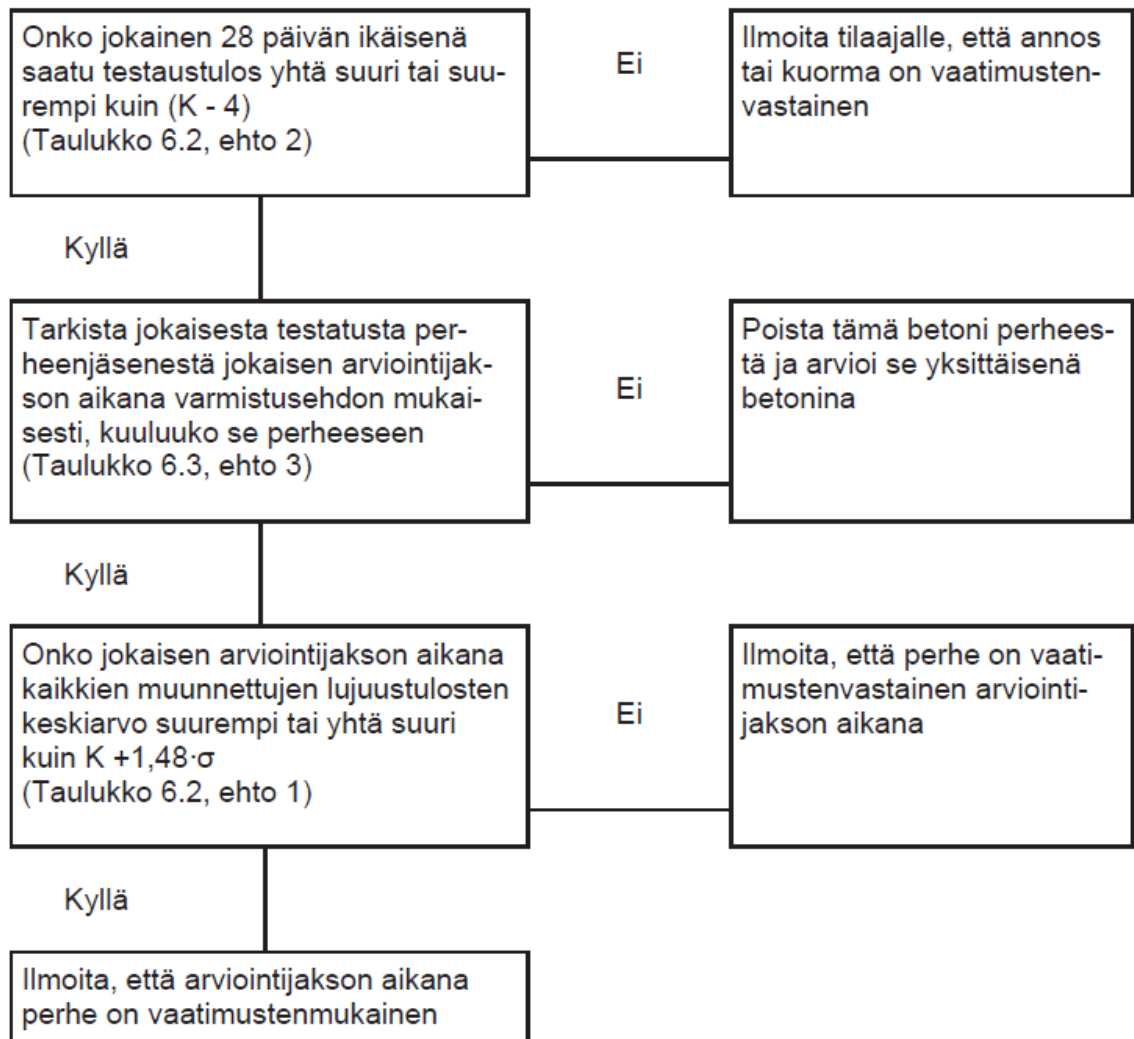 Onko jokainen 28 päivän ikäisenä
saatu testaustulos yhtä suuri tai suu-
rempi kuin (K - 4)
(Taulukko 6.2, ehto 2)
Ei
Ilmoita tilaajalle, että annos
tai kuorma on vaatimusten-
vastainen
Kyllä
Tarkista jokaisesta testatusta per-
heenjäsenestä jokaisen arviointijak-
son aikana varmistusehdon mukai-
sesti, kuuluuko se perheeseen
(Taulukko 6.3, ehto 3)
Ei
Poista tämä betoni perhees-
tä ja arvioi se yksittäisenä
betonina
Kyllä
Onko jokaisen arviointijakson aikana
kaikkien muunnettujen lujuustulosten
keskiarvo suurempi tai yhtä suuri
kuin K +1,48·σ
(Taulukko 6.2, ehto 1)
Ei
Ilmoita, että perhe on vaati-
mustenvastainen arviointi-
jakson aikana
Kyllä
Ilmoita, että arviointijakson aikana
perhe on vaatimustenmukainen